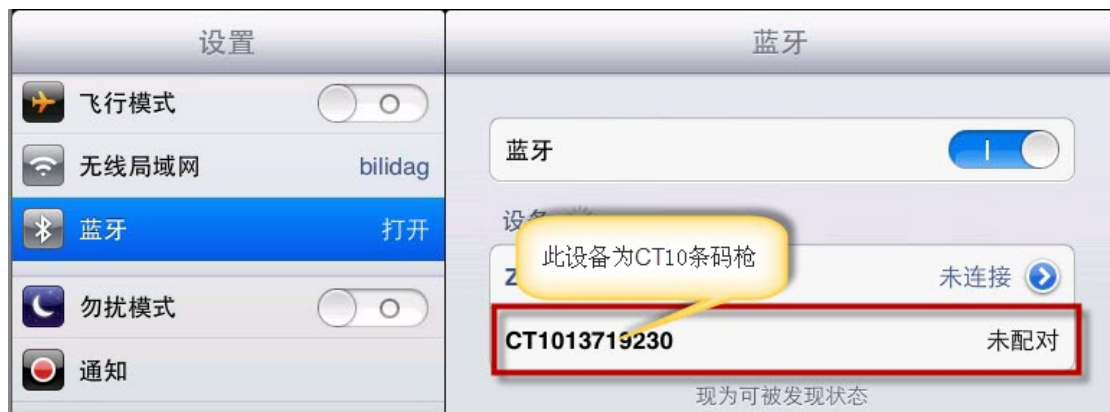 设置
飞行模式
无线局域网 bilidag
蓝牙 打开
勿扰模式
通知
蓝牙
蓝牙
设备
此设备为CT10条码枪
Z 未连接
CT1013719230 未配对
现为可被发现状态